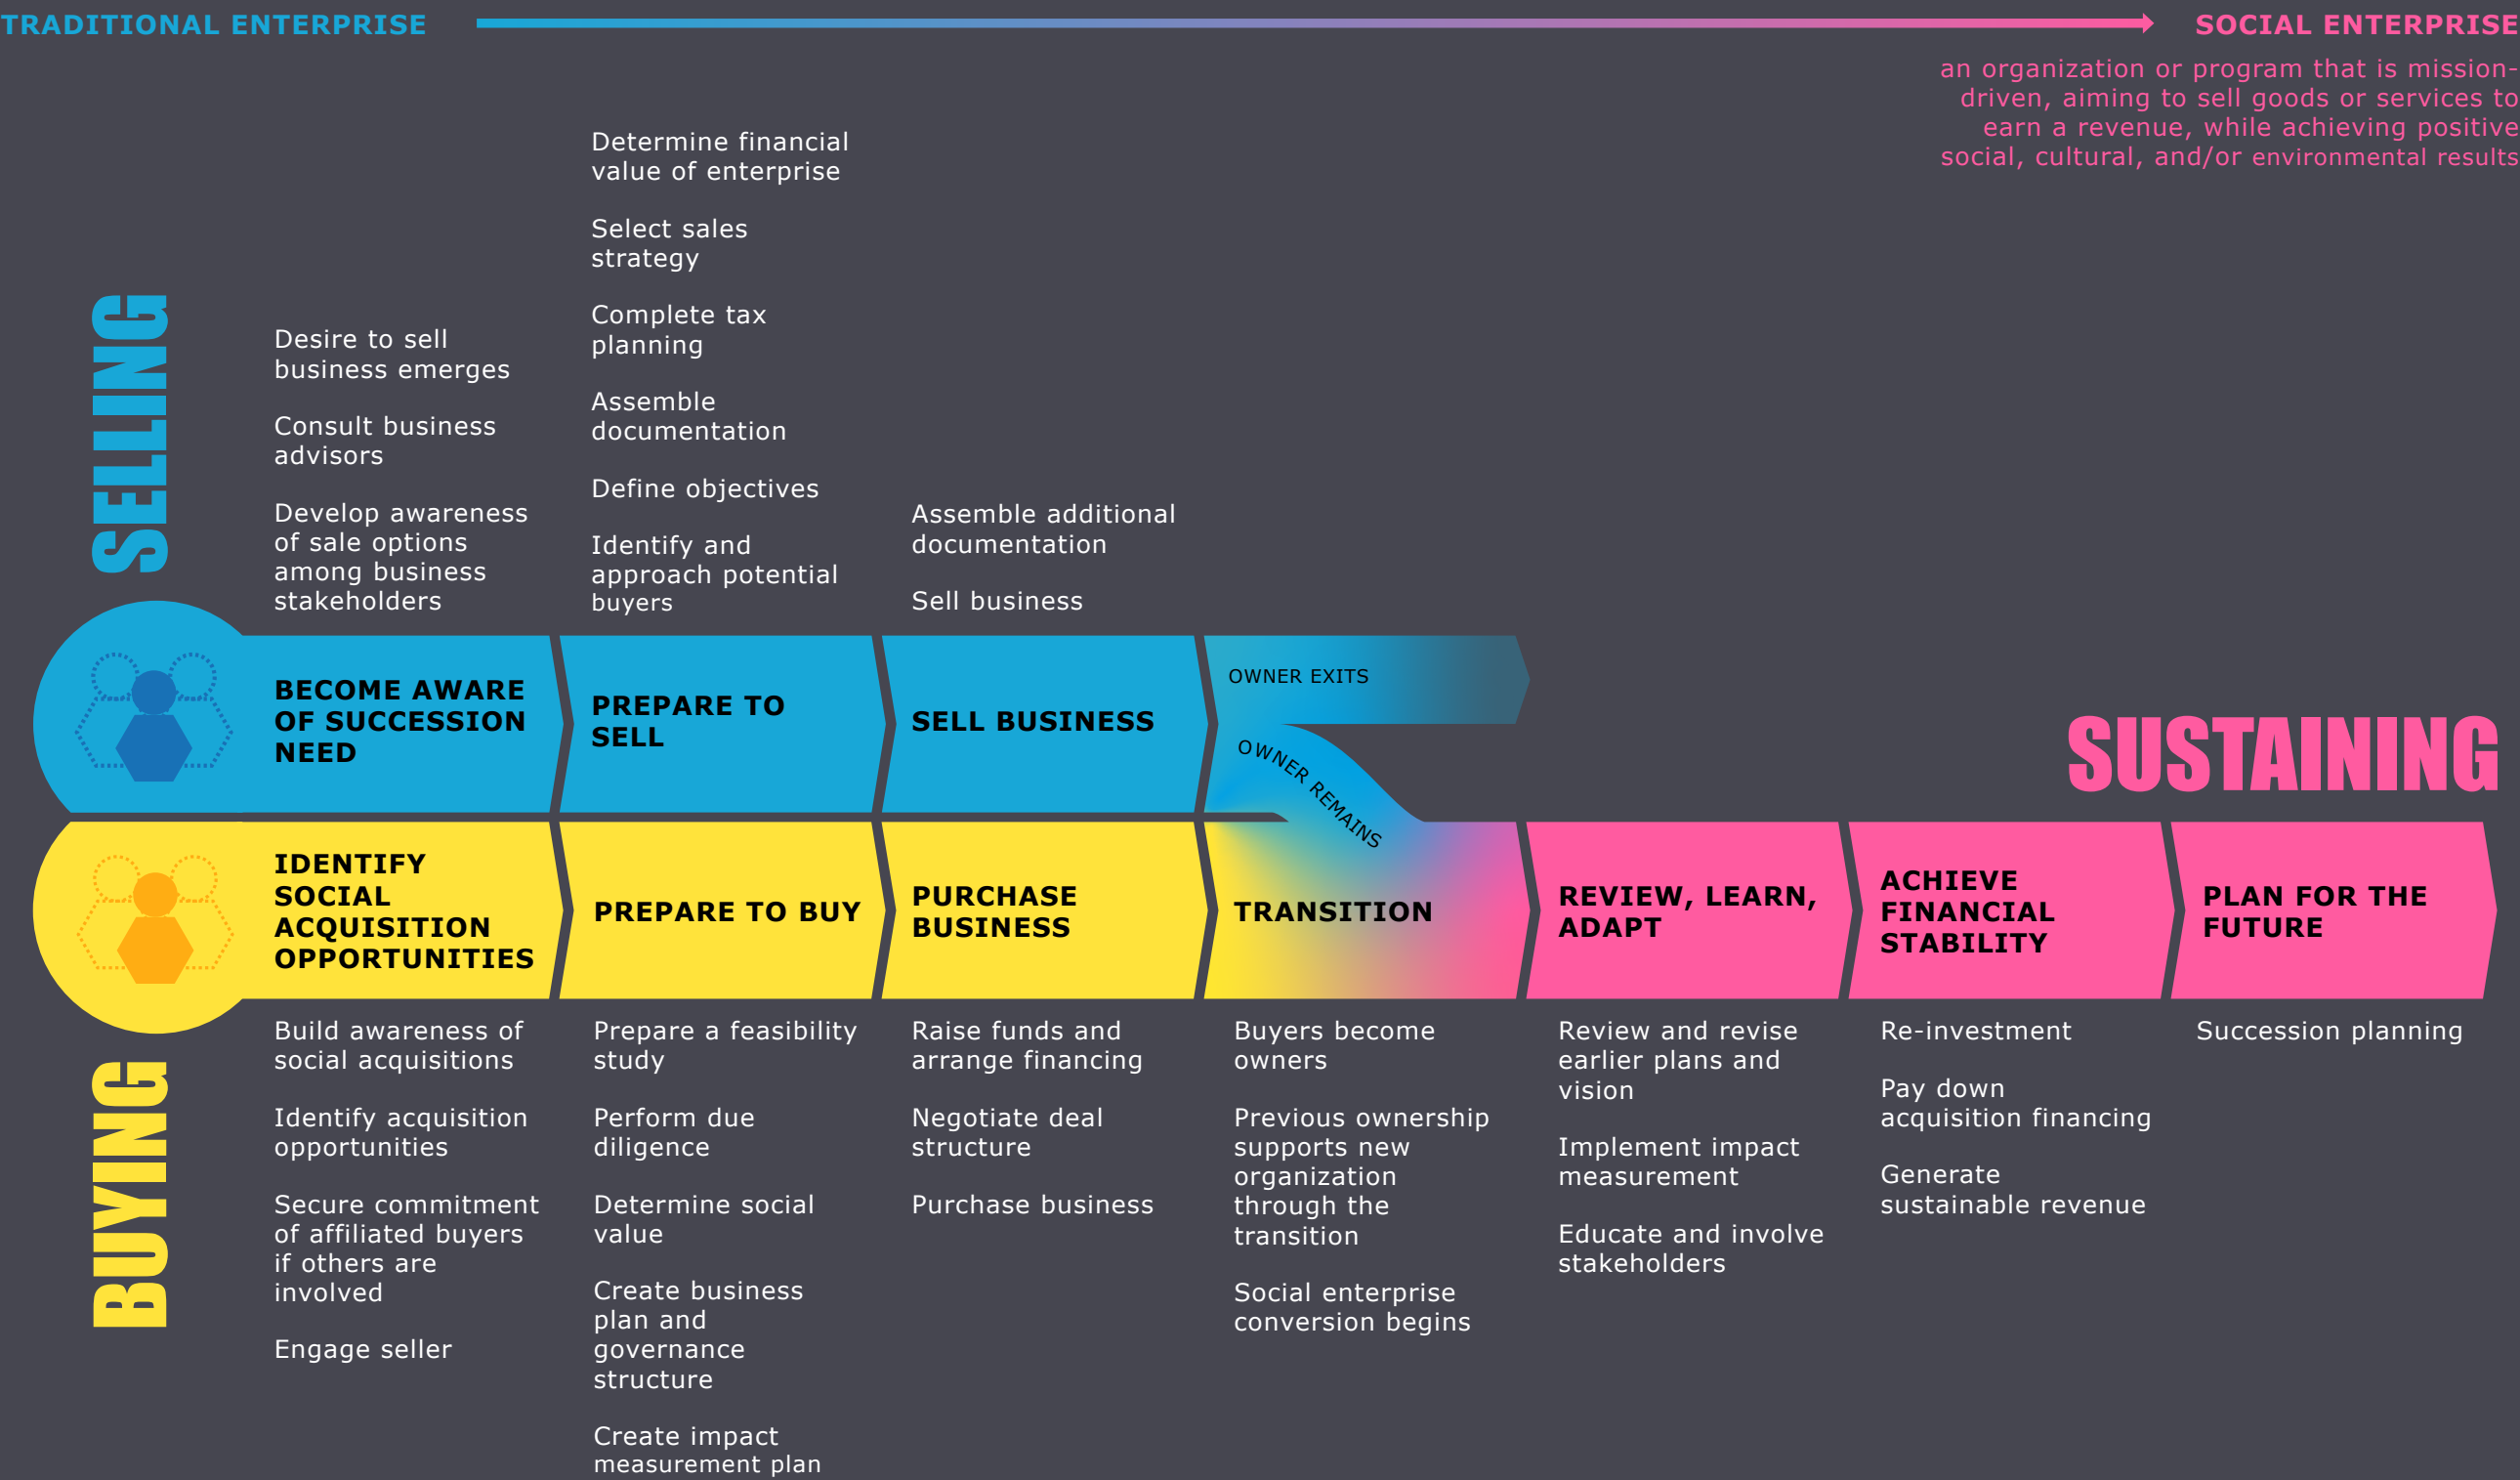 TRADITIONAL ENTERPRISE
SOCIAL ENTERPRISE
an organization or program that is mission-
driven, aiming to sell goods or services to
earn a revenue, while achieving positive
social, cultural, and/or environmental results
SELLING
Desire to sell
business emerges
Consult business
advisors
Develop awareness
of sale options
among business
stakeholders
Determine financial
value of enterprise
Select sales
strategy
Complete tax
planning
Assemble
documentation
Define objectives
Identify and
approach potential
buyers
Assemble additional
documentation
Sell business
BECOME AWARE
OF SUCCESSION
NEED
PREPARE TO
SELL
SELL BUSINESS
OWNER EXITS
OWNER REMAINS
SUSTAINING
IDENTIFY
SOCIAL
ACQUISITION
OPPORTUNITIES
PREPARE TO BUY
PURCHASE
BUSINESS
TRANSITION
REVIEW, LEARN,
ADAPT
ACHIEVE
FINANCIAL
STABILITY
PLAN FOR THE
FUTURE
BUYING
Build awareness of
social acquisitions
Identify acquisition
opportunities
Secure commitment
of affiliated buyers
if others are
involved
Engage seller
Prepare a feasibility
study
Perform due
diligence
Determine social
value
Create business
plan and
governance
structure
Create impact
measurement plan
Raise funds and
arrange financing
Negotiate deal
structure
Purchase business
Buyers become
owners
Previous ownership
supports new
organization
through the
transition
Social enterprise
conversion begins
Review and revise
earlier plans and
vision
Implement impact
measurement
Educate and involve
stakeholders
Re-investment
Pay down
acquisition financing
Generate
sustainable revenue
Succession planning